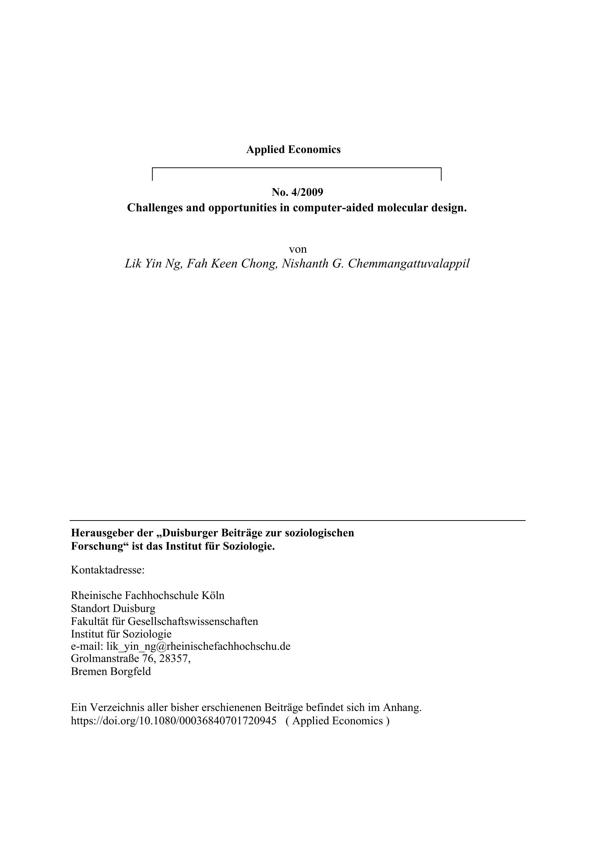 Applied Economics
No. 4/2009
Challenges and opportunities in computer-aided molecular design.
von
Lik Yin Ng, Fah Keen Chong, Nishanth G. Chemmangattuvalappil
Herausgeber der „Duisburger Beiträge zur soziologischen
Forschung“ ist das Institut für Soziologie.
Kontaktadresse:
Rheinische Fachhochschule Köln
Standort Duisburg
Fakultät für Gesellschaftswissenschaften
Institut für Soziologie
e-mail: lik_yin_ng@rheinischefachhochschu.de
Grolmanstraße 76, 28357,
Bremen Borgfeld
Ein Verzeichnis aller bisher erschienenen Beiträge befindet sich im Anhang.
https://doi.org/10.1080/00036840701720945 ( Applied Economics )